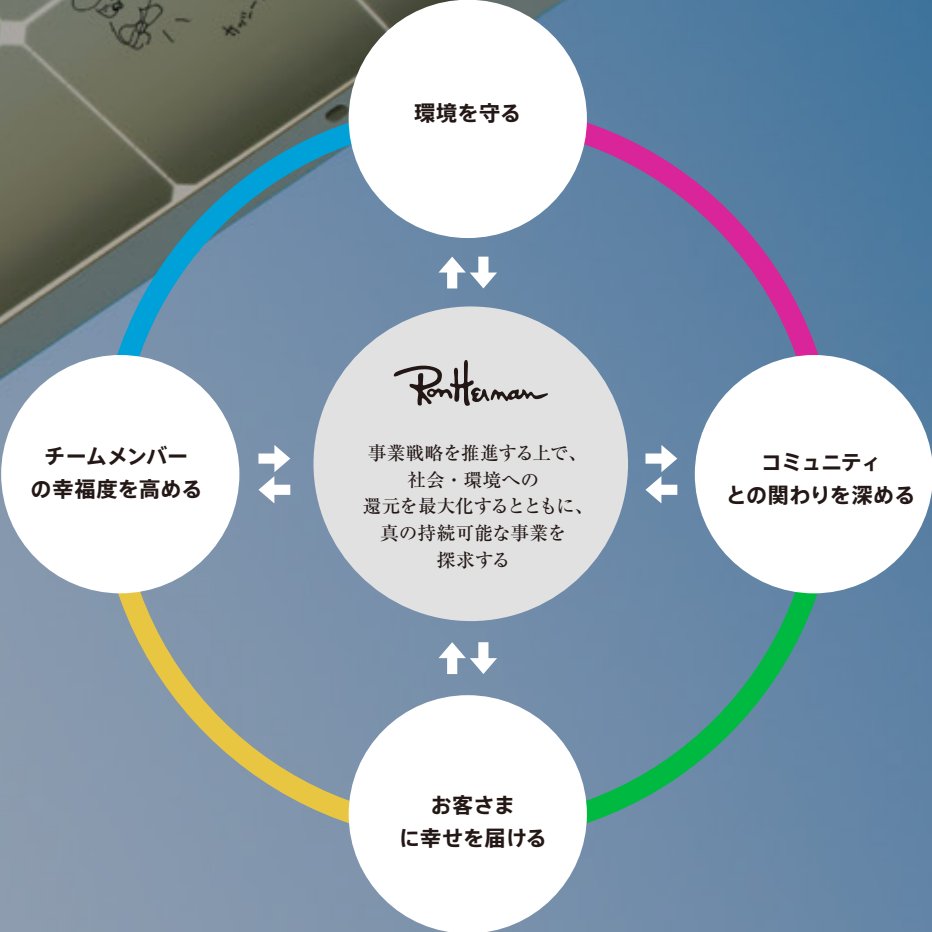 環境を守る
Ron Herman
事業戦略を推進する上で、
社会・環境への
還元を最大化するとともに、
真の持続可能な事業を
探求する
チームメンバー
の幸福度を高める
コミュニティ
との関わりを深める
お客さま
に幸せを届ける